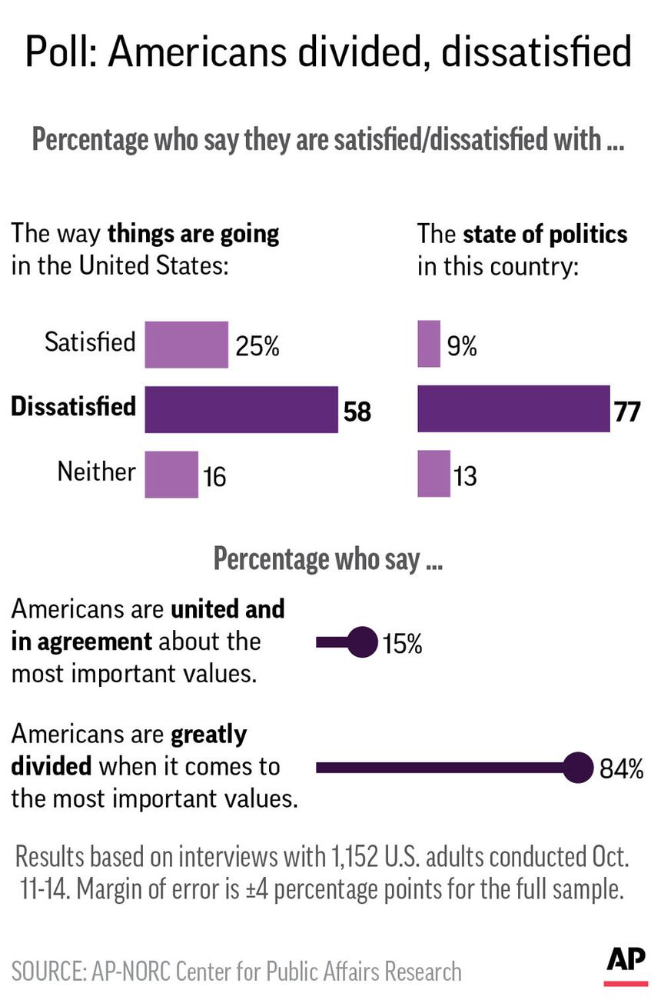 Poll: Americans divided, dissatisfied
Percentage who say they are satisfied/dissatisfied with ...
The way things are going
in the United States:
Satisfied 25%
Dissatisfied 58
Neither 16
The state of politics
in this country:
9%
77
13
Percentage who say ...
Americans are united and
in agreement about the
most important values.
15%
Americans are greatly
divided when it comes to
the most important values.
84%
Results based on interviews with 1,152 U.S. adults conducted Oct.
11-14. Margin of error is ±4 percentage points for the full sample.
SOURCE: AP-NORC Center for Public Affairs Research
AP